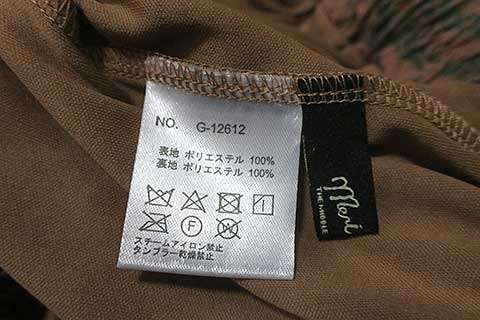 NO. G-12612
表地 ポリエステル 100%
裏地 ポリエステル 100%
F W
スチームアイロン禁止
タンブラー乾燥禁止
Meri
THE MIDDLE